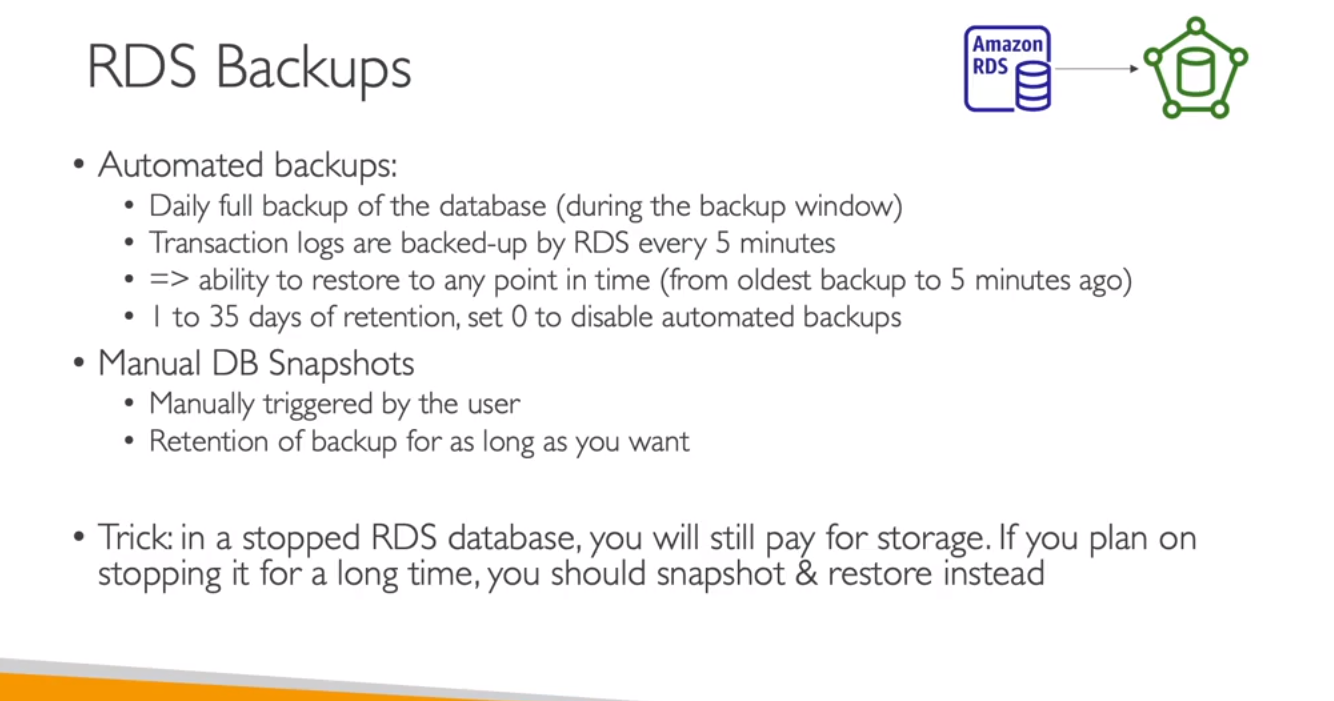 RDS Backups
Amazon
RDS
• Automated backups:
• Daily full backup of the database (during the backup window)
• Transaction logs are backed-up by RDS every 5 minutes
• => ability to restore to any point in time (from oldest backup to 5 minutes ago)
• 1 to 35 days of retention, set 0 to disable automated backups
• Manual DB Snapshots
• Manually triggered by the user
• Retention of backup for as long as you want
• Trick: in a stopped RDS database, you will still pay for storage. If you plan on
stopping it for a long time, you should snapshot & restore instead